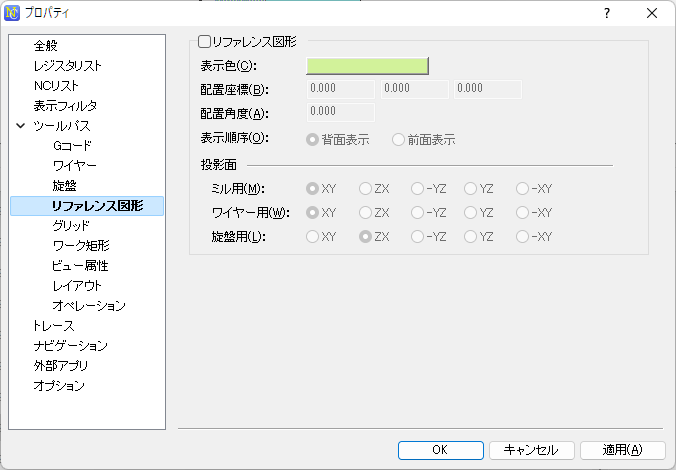 プロパティ
全般
レジスタリスト
NCリスト
表示フィルタ
ツールパス
Gコード
ワイヤー
旋盤
リファレンス図形
グリッド
ワーク矩形
ビュー属性
レイアウト
オペレーション
トレース
ナビゲーション
外部アプリ
オプション
リファレンス図形
表示色(C):
配置座標(B): 0.000 0.000 0.000
配置角度(A): 0.000
表示順序(O): 背面表示 前面表示
投影面
ミル用(M): XY ZX -YZ YZ -XY
ワイヤー用(W): XY ZX -YZ YZ -XY
旋盤用(L): XY ZX -YZ YZ -XY
OK キャンセル 適用(A)